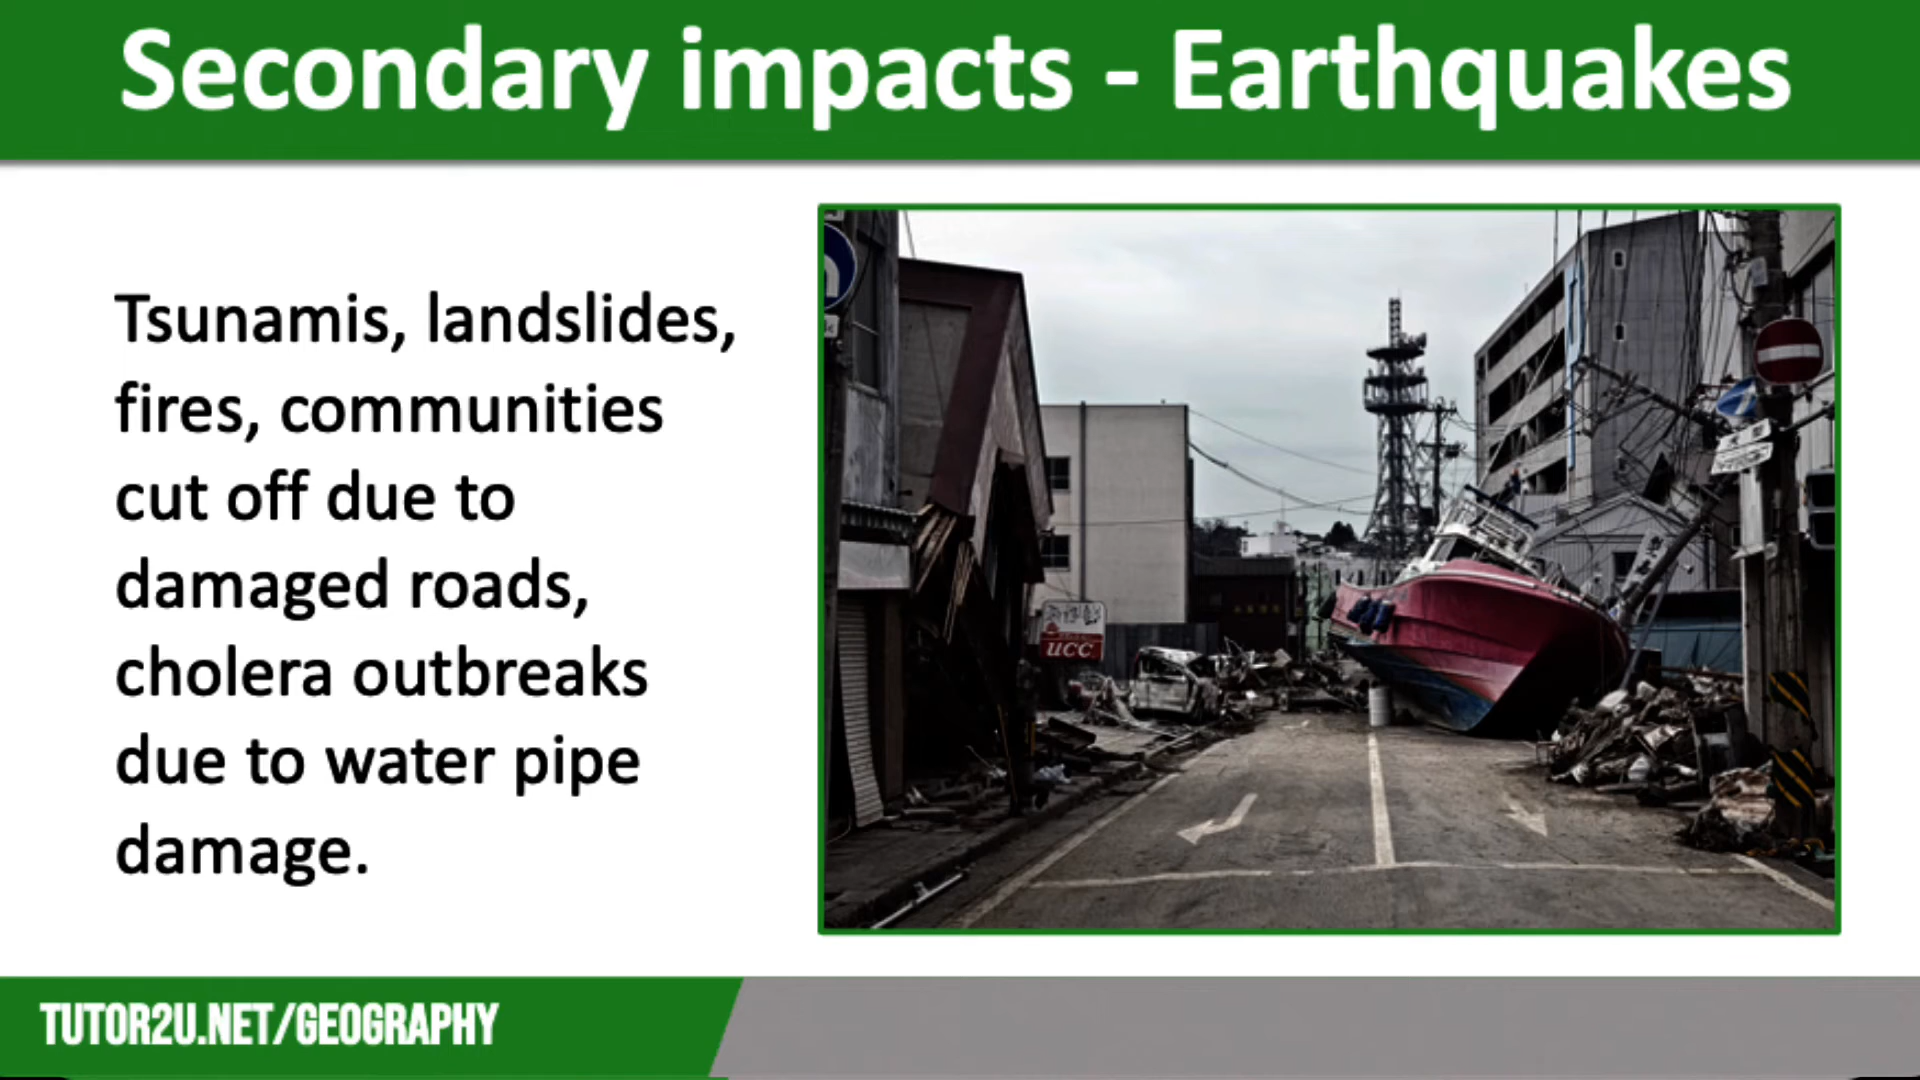 Secondary impacts - Earthquakes
Tsunamis, landslides,
fires, communities
cut off due to
damaged roads,
cholera outbreaks
due to water pipe
damage.
UCC
TUTOR2U.NET/GEOGRAPHY